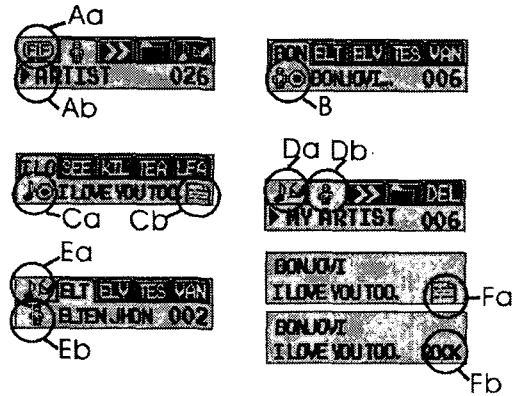 Aa
ARTIST 026
Ab
BON ELT ELV TES VAN
BONJOVI... 006
B
ILO SEE KIL TEA LFA
I LOVE YOU TOO
Ca Cb
Da Db
DEL
MY ARTIST 006
Ea
ELT ELV TES VAN
ELTEN JHON 002
Eb
BONJOVI
I LOVE YOU TOO.
Fa
BONJOVI
I LOVE YOU TOO. ROCK
Fb